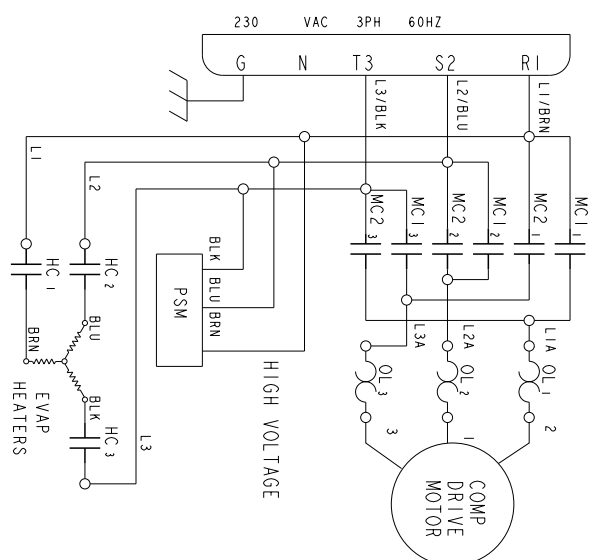 230 VAC 3PH 60HZ
G N T3 S2 R1
L3/BLK
L2/BLU
L1/BRN
L1
L2
MC2 3
MC1 3
MC2 2
MC1 2
MC2 1
MC1 1
HC 1
HC 2
BLK
BLU
BRN
PSM
BRN
BLU
BLK
EVAP
HEATERS
HC 3
L3
HIGH VOLTAGE
L3A
L2A
L1A
OL 3
OL 2
OL 1
3
1
2
COMP
DRIVE
MOTOR